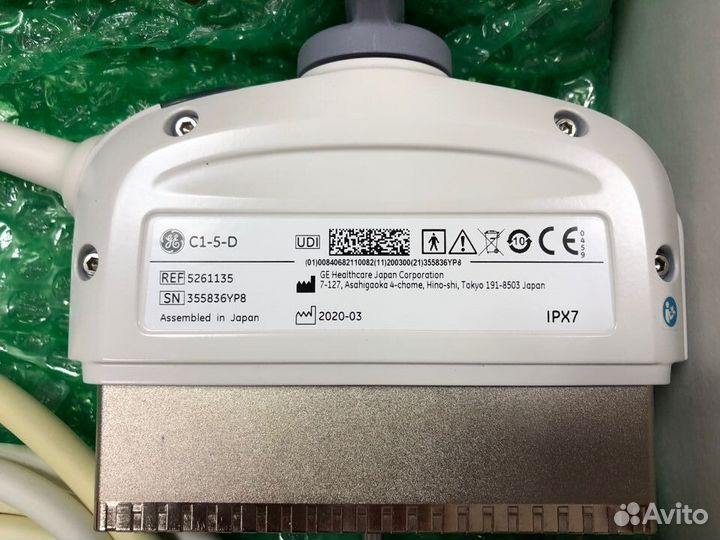 GE C1-5-D
UDI
10
CE 0459
(01)00840682110082(11)200300(21)355836YP8
REF 5261135
GE Healthcare Japan Corporation
7-127, Asahigaoka 4-chome, Hino-shi, Tokyo 191-8503 Japan
SN 355836YP8
Assembled in Japan
2020-03
IPX7
Avito